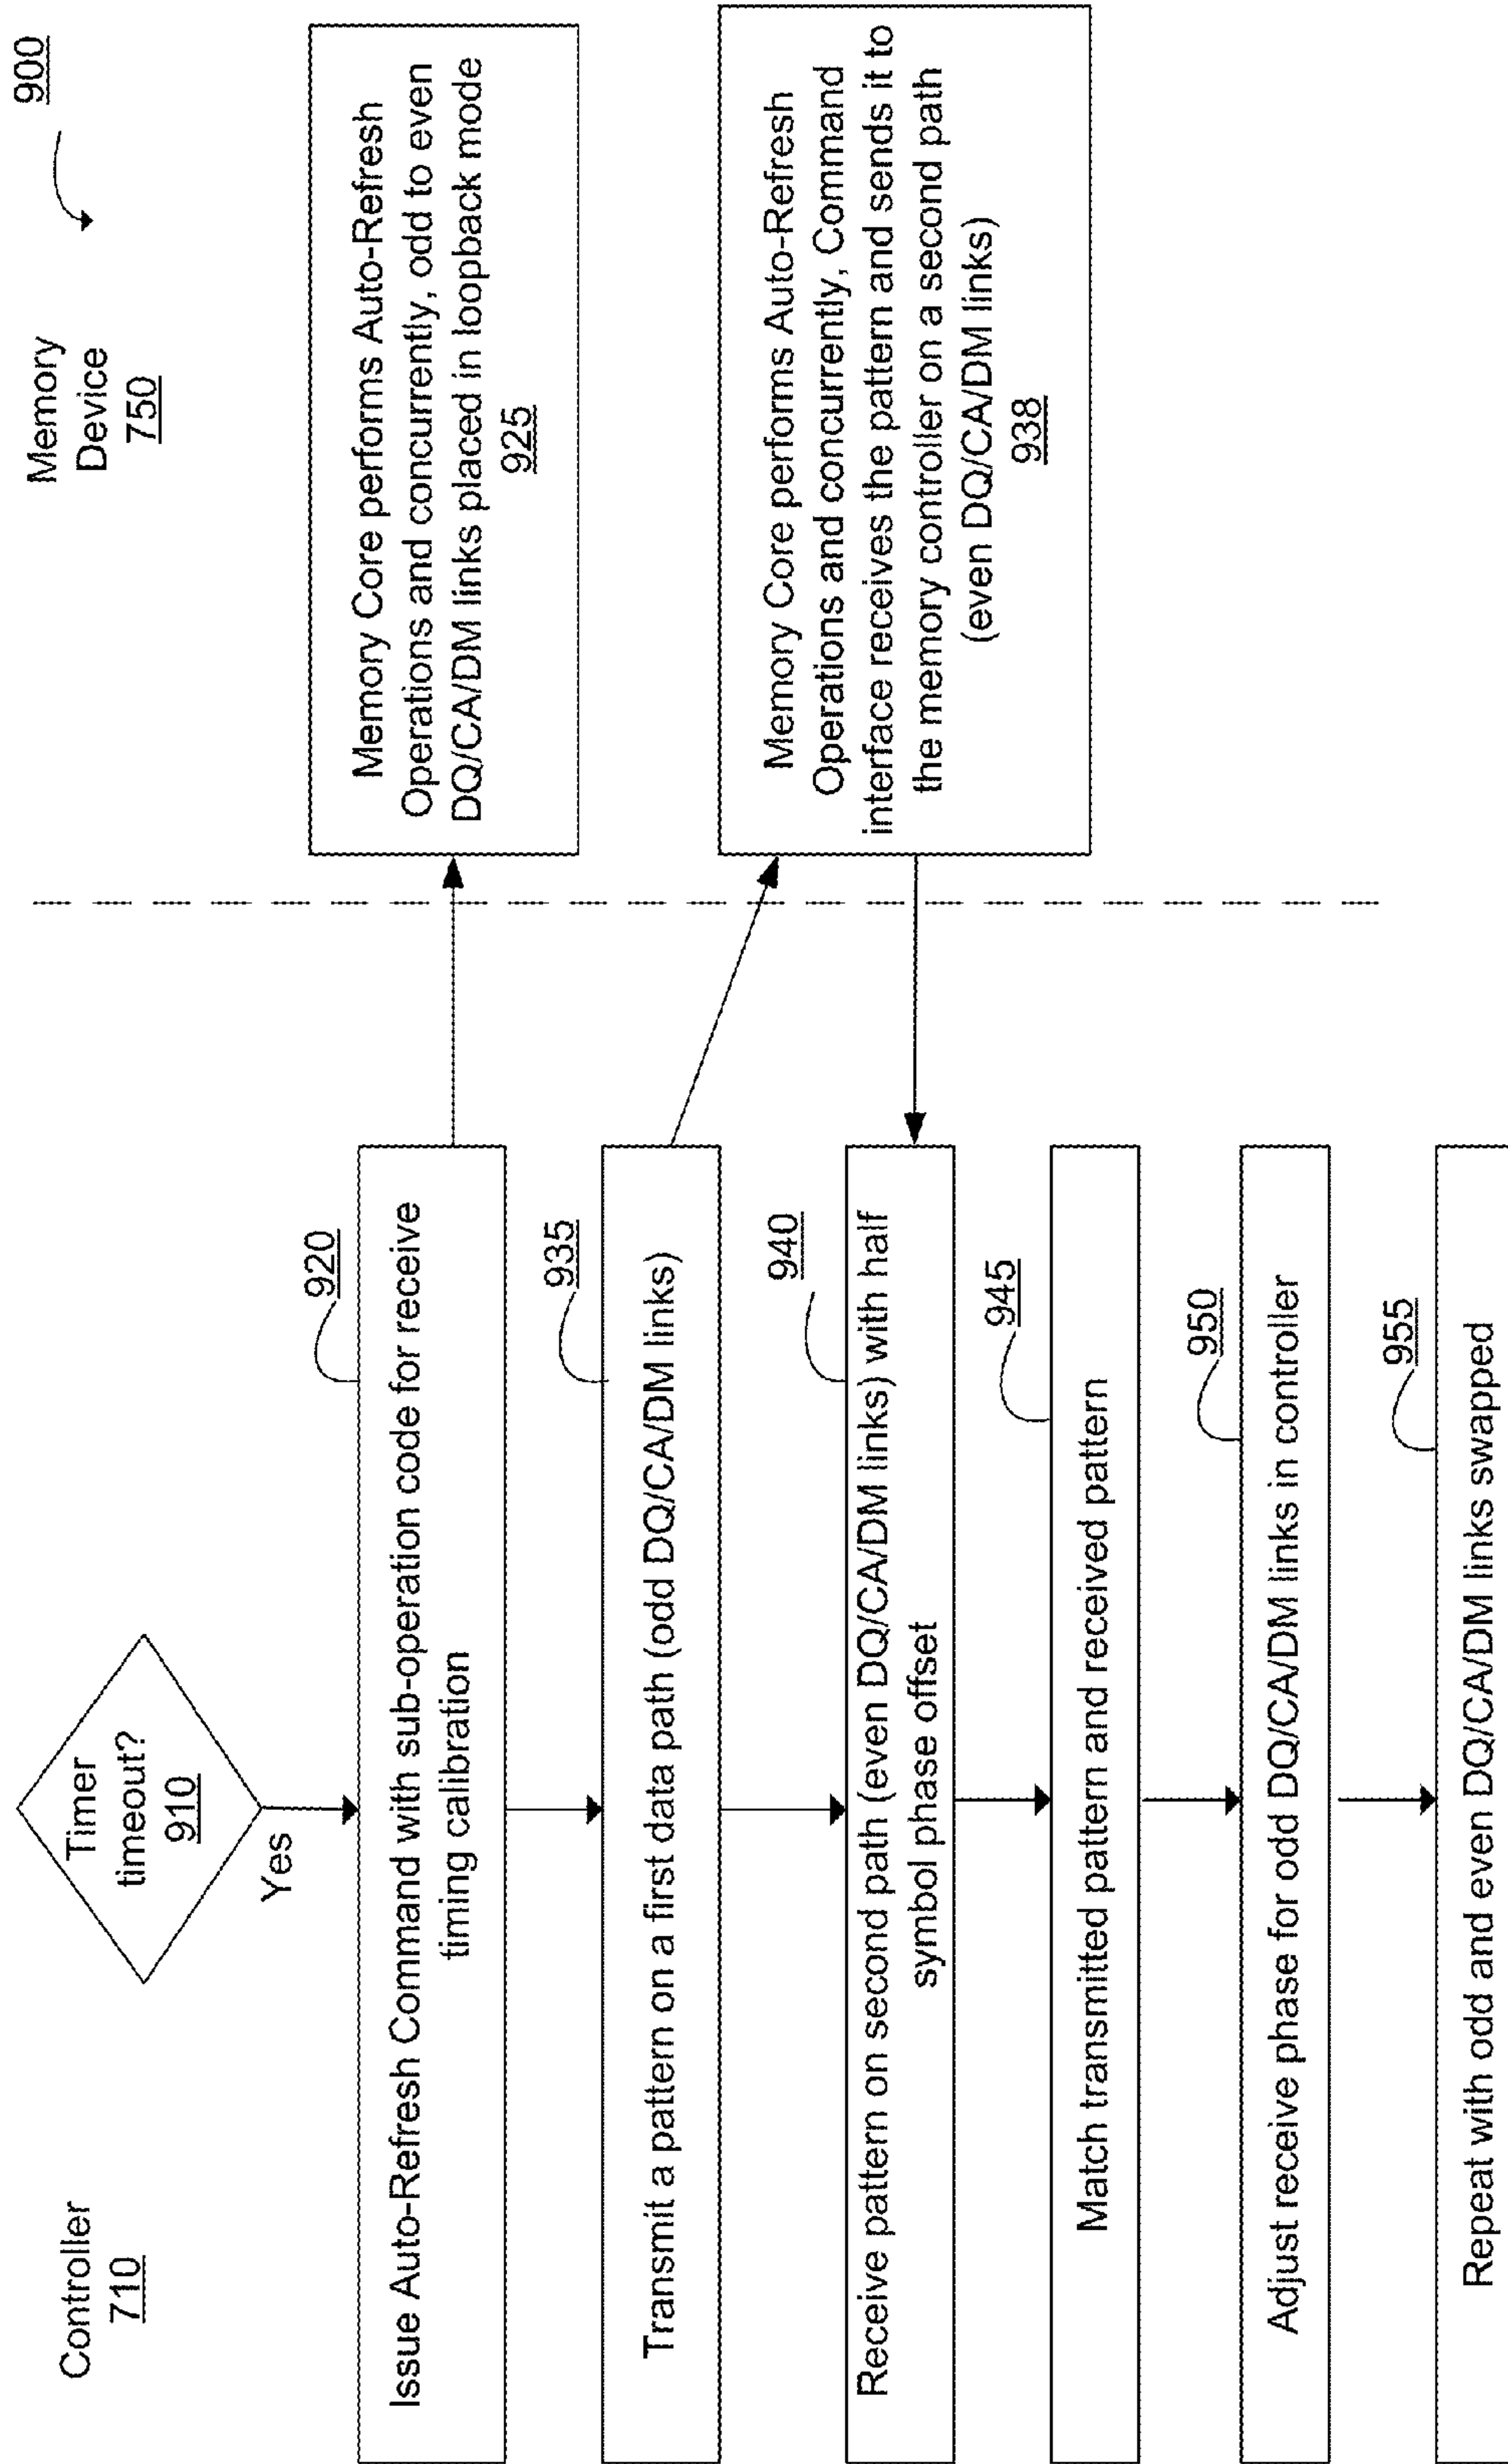 900
Controller
710
Memory
Device
750
Timer
timeout?
910
Yes
920
Issue Auto-Refresh Command with sub-operation code for receive
timing calibration
Memory Core performs Auto-Refresh
Operations and concurrently, odd to even
DQ/CA/DM links placed in loopback mode
925
935
Transmit a pattern on a first data path (odd DQ/CA/DM links)
Memory Core performs Auto-Refresh
Operations and concurrently, Command
interface receives the pattern and sends it to
the memory controller on a second path
(even DQ/CA/DM links)
938
940
Receive pattern on second path (even DQ/CA/DM links) with half
symbol phase offset
945
Match transmitted pattern and received pattern
950
Adjust receive phase for odd DQ/CA/DM links in controller
955
Repeat with odd and even DQ/CA/DM links swapped